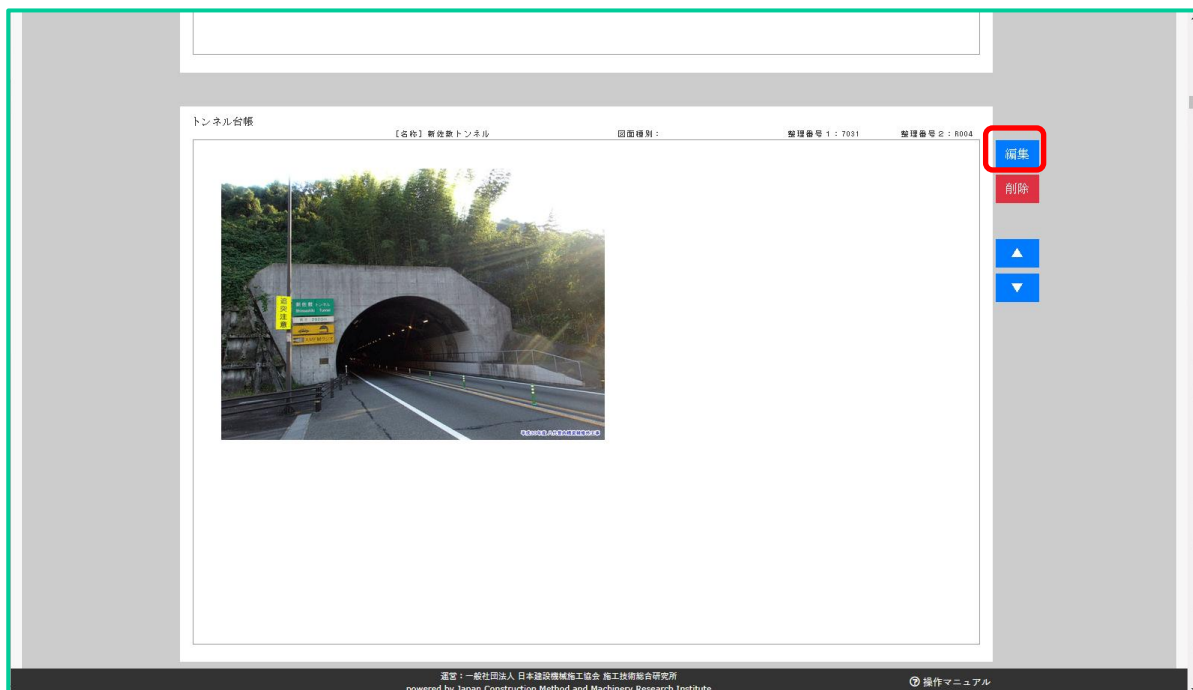 トンネル台帳
【名称】新佐敷トンネル 図面種別： 整理番号1：7031 整理番号2：R004
編集
削除
▲
▼
追突注意
運営：一般社団法人 日本建設機械施工協会 施工技術総合研究所
powered by Japan Construction Method and Machinery Research Institute
操作マニュアル